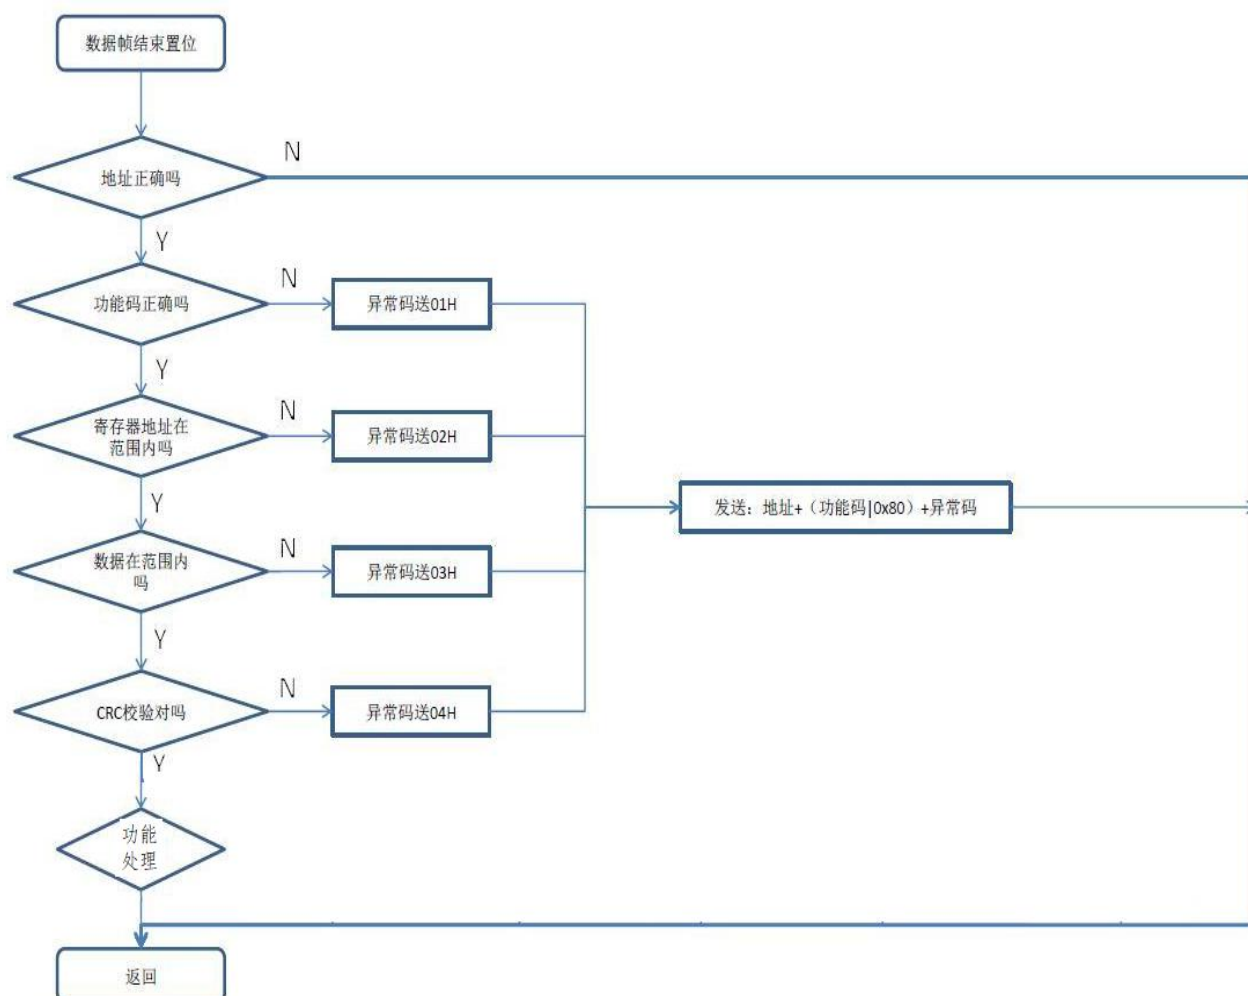 数据帧结束置位
N
地址正确吗
Y
N
功能码正确吗
异常码送01H
Y
N
寄存器地址在
范围内吗
异常码送02H
Y
发送：地址+（功能码|0x80）+异常码
N
数据在范围内
吗
异常码送03H
Y
N
CRC校验对吗
异常码送04H
Y
功能
处理
返回